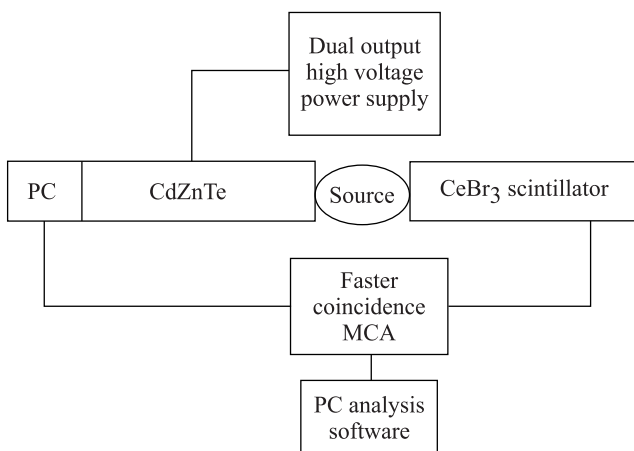 Dual output
high voltage
power supply
PC
CdZnTe
Source
CeBr3 scintillator
Faster
coincidence
MCA
PC analysis
software